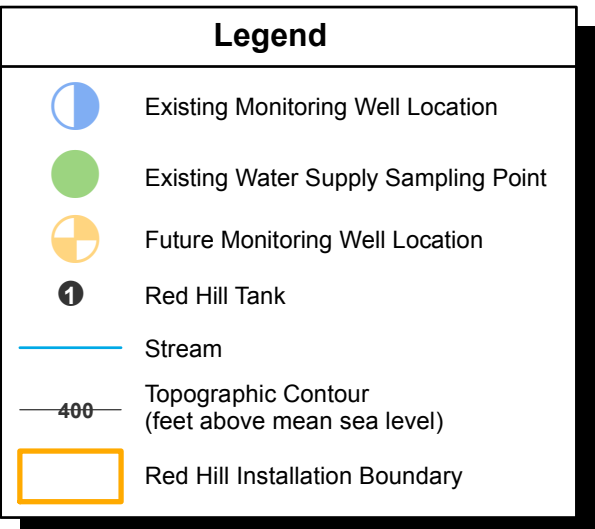 Legend
Existing Monitoring Well Location
Existing Water Supply Sampling Point
Future Monitoring Well Location
1 Red Hill Tank
Stream
400 Topographic Contour
(feet above mean sea level)
Red Hill Installation Boundary